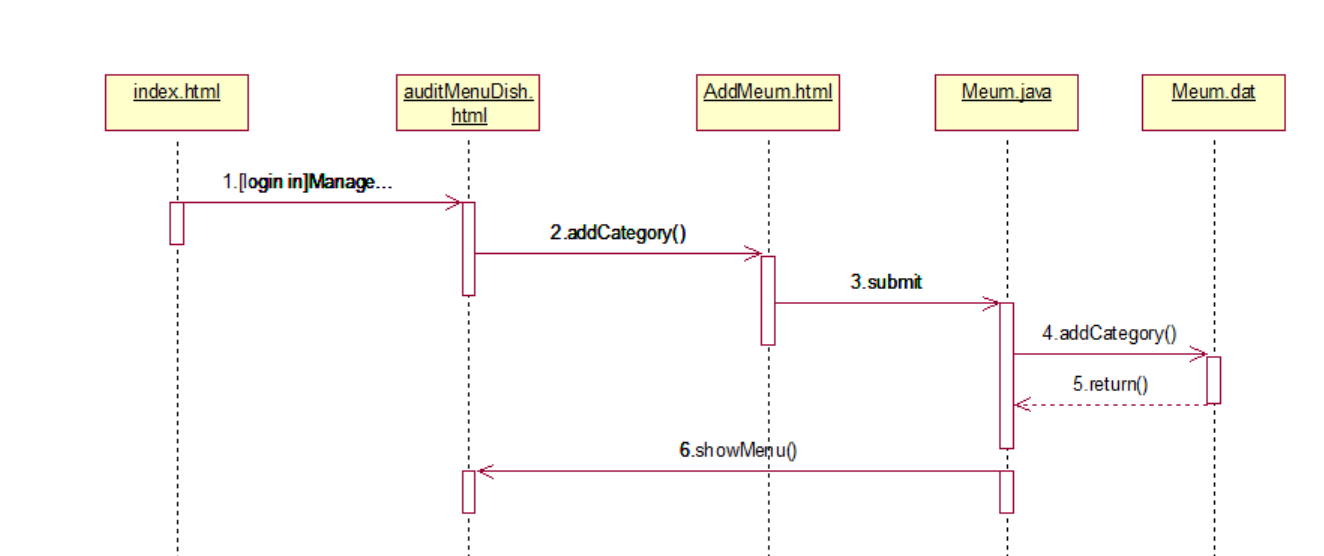 index.html
auditMenuDish.
html
AddMeum.html
Meum.java
Meum.dat
1.[login in]Manage...
2.addCategory()
3.submit
4.addCategory()
5.return()
6.showMenu()